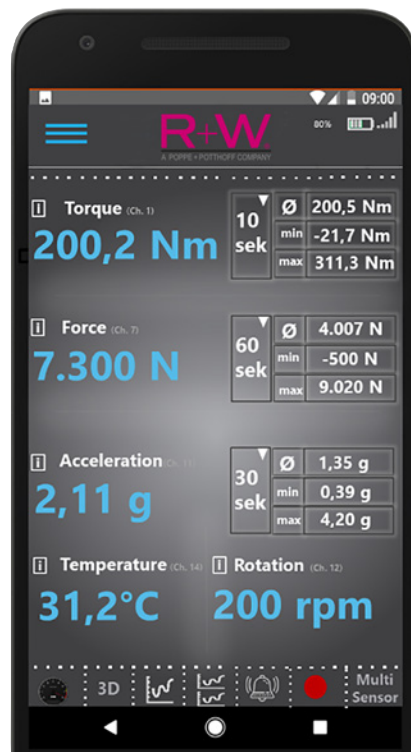 09:00
R+W
A POPPE + POTTHOFF COMPANY
80%
i Torque (Ch. 1)
200,2 Nm
10 sek
Ø 200,5 Nm
min -21,7 Nm
max 311,3 Nm
i Force (Ch. 7)
7.300 N
60 sek
Ø 4.007 N
min -500 N
max 9.020 N
i Acceleration (Ch. 11)
2,11 g
30 sek
Ø 1,35 g
min 0,39 g
max 4,20 g
i Temperature (Ch. 14) i Rotation (Ch. 12)
31,2°C 200 rpm
3D
Multi
Sensor